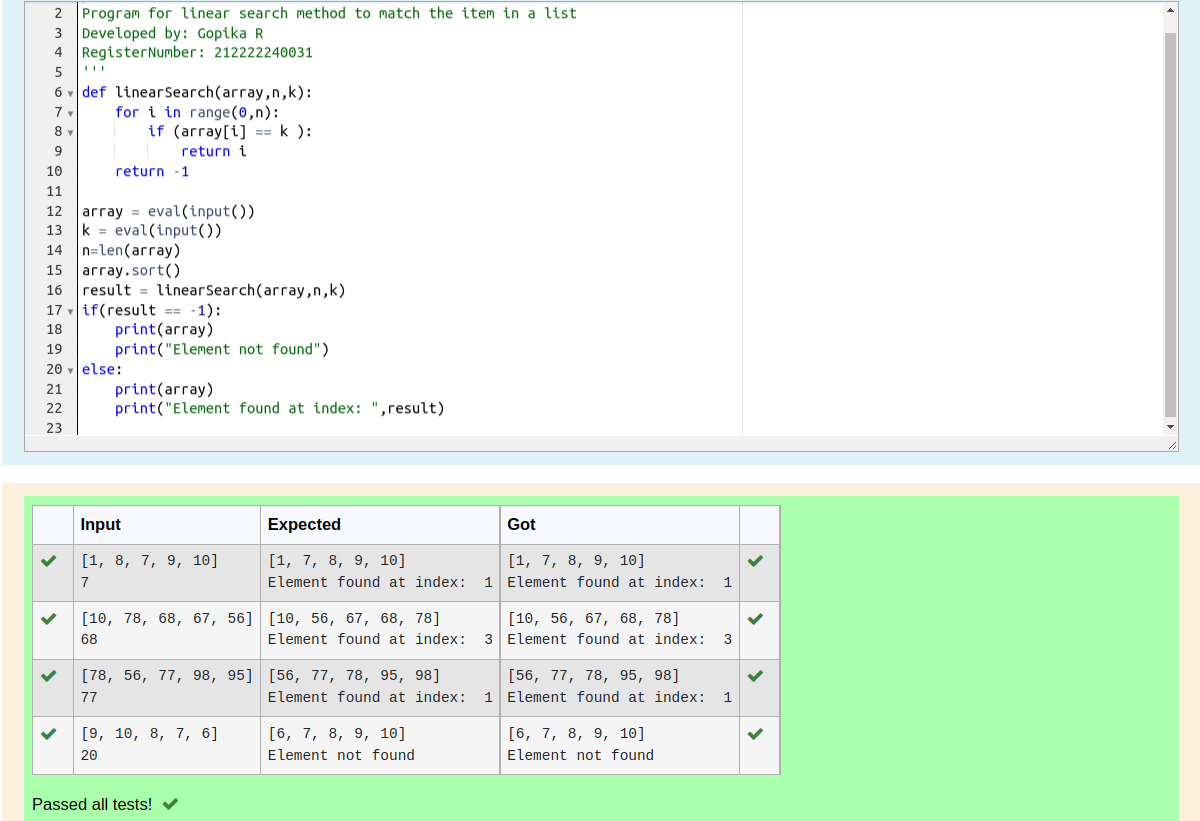 2 Program for linear search method to match the item in a list
3 Developed by: Gopika R
4 RegisterNumber: 212222240031
5 '''
6 def linearSearch(array,n,k):
7     for i in range(0,n):
8         if (array[i] == k ):
9             return i
10     return -1
11
12 array = eval(input())
13 k = eval(input())
14 n=len(array)
15 array.sort()
16 result = linearSearch(array,n,k)
17 if(result == -1):
18     print(array)
19     print("Element not found")
20 else:
21     print(array)
22     print("Element found at index: ",result)
23
Input Expected Got
[1, 8, 7, 9, 10] [1, 7, 8, 9, 10] [1, 7, 8, 9, 10]
7 Element found at index:  1 Element found at index:  1
[10, 78, 68, 67, 56] [10, 56, 67, 68, 78] [10, 56, 67, 68, 78]
68 Element found at index:  3 Element found at index:  3
[78, 56, 77, 98, 95] [56, 77, 78, 95, 98] [56, 77, 78, 95, 98]
77 Element found at index:  1 Element found at index:  1
[9, 10, 8, 7, 6] [6, 7, 8, 9, 10] [6, 7, 8, 9, 10]
20 Element not found Element not found
Passed all tests!